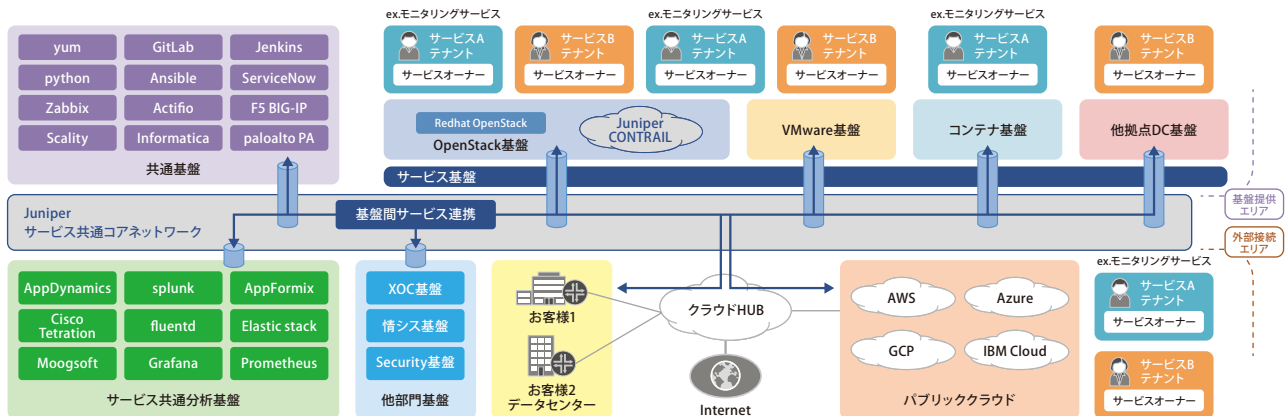 yum
GitLab
Jenkins
python
Ansible
ServiceNow
Zabbix
Actifio
F5 BIG-IP
Scality
Informatica
paloalto PA
共通基盤
ex.モニタリングサービス
サービスA
テナント
サービスオーナー
サービスB
テナント
サービスオーナー
ex.モニタリングサービス
サービスA
テナント
サービスオーナー
サービスB
テナント
サービスオーナー
ex.モニタリングサービス
サービスA
テナント
サービスオーナー
サービスB
テナント
サービスオーナー
Redhat OpenStack
OpenStack基盤
Juniper
CONTRAIL
VMware基盤
コンテナ基盤
他拠点DC基盤
サービス基盤
Juniper
サービス共通コアネットワーク
基盤間サービス連携
基盤提供
エリア
外部接続
エリア
AppDynamics
splunk
AppFormix
Cisco
Tetration
fluentd
Elastic stack
Moogsoft
Grafana
Prometheus
サービス共通分析基盤
XOC基盤
情シス基盤
Security基盤
他部門基盤
お客様1
お客様2
データセンター
クラウドHUB
Internet
AWS
Azure
GCP
IBM Cloud
パブリッククラウド
ex.モニタリングサービス
サービスA
テナント
サービスオーナー
サービスB
テナント
サービスオーナー